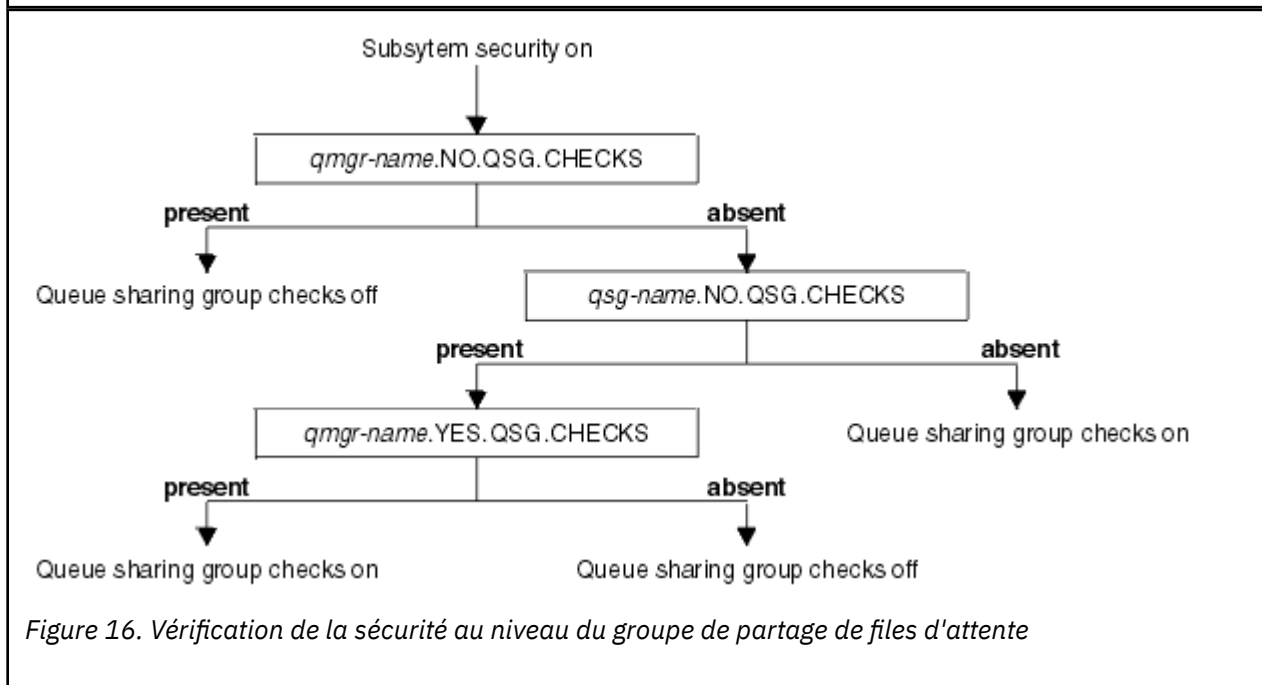 Subsytem security on
qmgr-name.NO.QSG.CHECKS
present absent
Queue sharing group checks off
qsg-name.NO.QSG.CHECKS
present absent
qmgr-name.YES.QSG.CHECKS
Queue sharing group checks on
present absent
Queue sharing group checks on Queue sharing group checks off
Figure 16. Vérification de la sécurité au niveau du groupe de partage de files d'attente